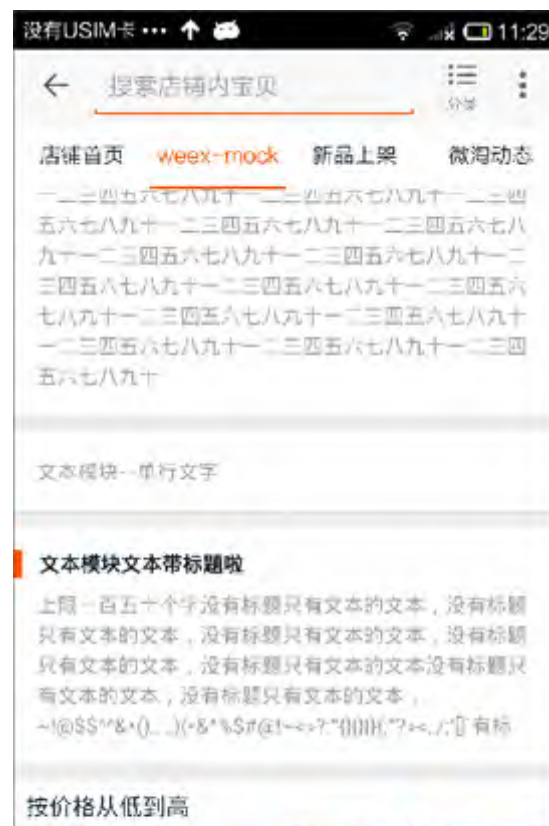 没有USIM卡 ••• 11:29
搜索店铺内宝贝
分类
店铺首页 weex-mock 新品上架 微淘动态
一二三四五六七八九十一二三四五六七八九十一二三四
五六七八九十一二三四五六七八九十一二三四五六七八
九十一二三四五六七八九十一二三四五六七八九十一二
三四五六七八九十一二三四五六七八九十一二三四五六
七八九十一二三四五六七八九十一二三四五六七八九十
一二三四五六七八九十一二三四五六七八九十一二三四
五六七八九十
文本模块--单行文字
文本模块文本带标题啦
上限一百五十个字没有标题只有文本的文本，没有标题
只有文本的文本，没有标题只有文本的文本，没有标题
只有文本的文本，没有标题只有文本的文本没有标题只
有文本的文本，没有标题只有文本的文本，
有标
按价格从低到高